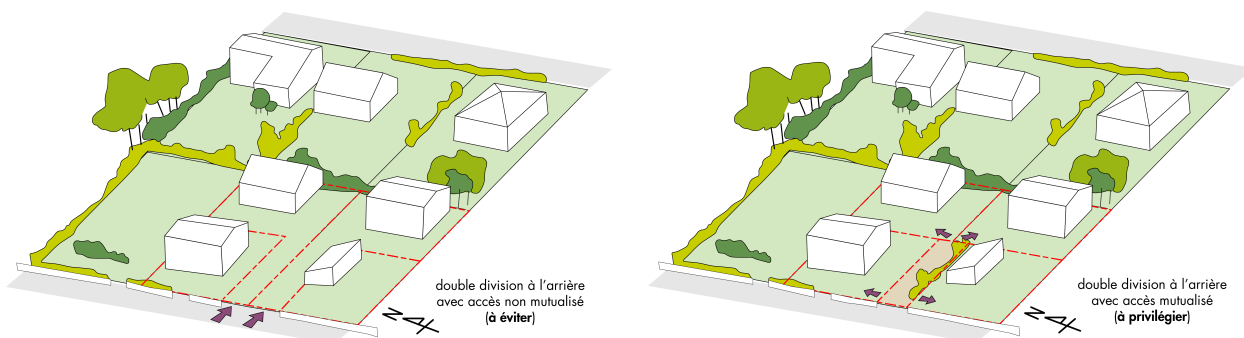 double division à l'arrière
avec accès non mutualisé
(à éviter)
N
double division à l'arrière
avec accès mutualisé
(à privilégier)
N